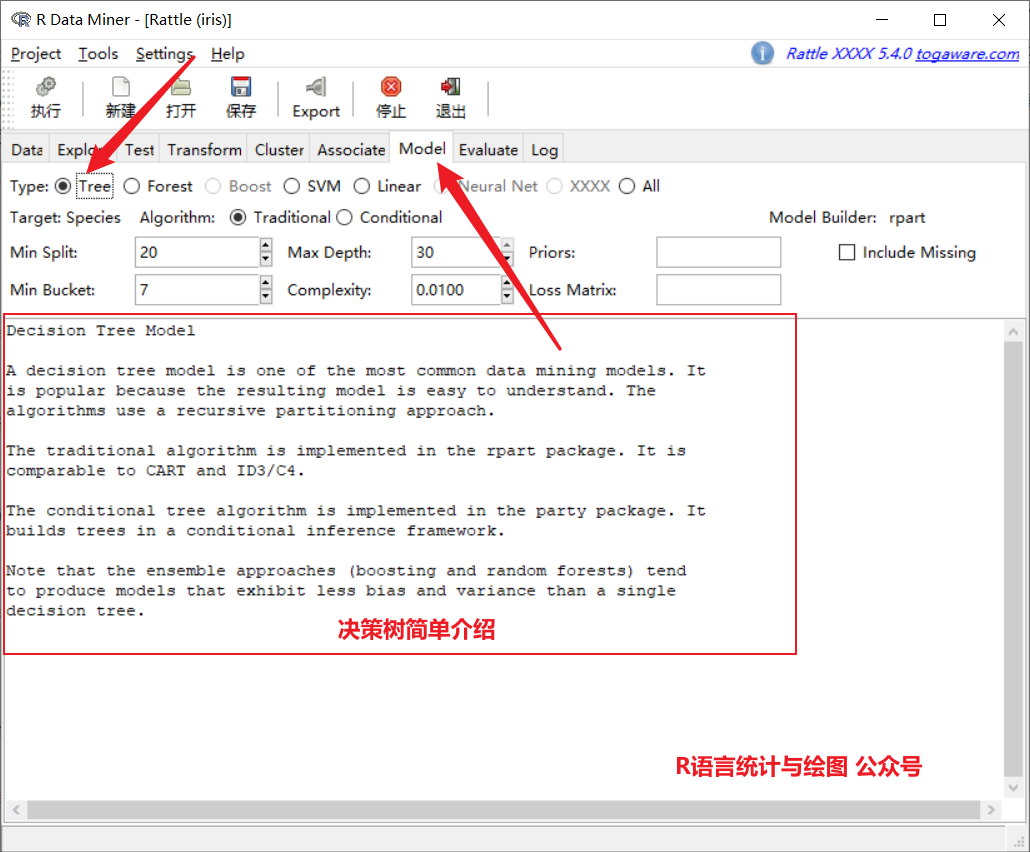 R Data Miner - [Rattle (iris)]
Project Tools Settings Help
Rattle XXXX 5.4.0 togaware.com
执行 新建 打开 保存 Export 停止 退出
Data Test Transform Cluster Associate Model Evaluate Log
Type: Tree Forest Boost SVM Linear Neural Net XXXX All
Target: Species Algorithm: Traditional Conditional Model Builder: rpart
Min Split: 20 Max Depth: 30 Priors: Include Missing
Min Bucket: 7 Complexity: 0.0100 Loss Matrix:
Decision Tree Model
A decision tree model is one of the most common data mining models. It
is popular because the resulting model is easy to understand. The
algorithms use a recursive partitioning approach.
The traditional algorithm is implemented in the rpart package. It is
comparable to CART and ID3/C4.
The conditional tree algorithm is implemented in the party package. It
builds trees in a conditional inference framework.
Note that the ensemble approaches (boosting and random forests) tend
to produce models that exhibit less bias and variance than a single
decision tree.
决策树简单介绍
R语言统计与绘图 公众号